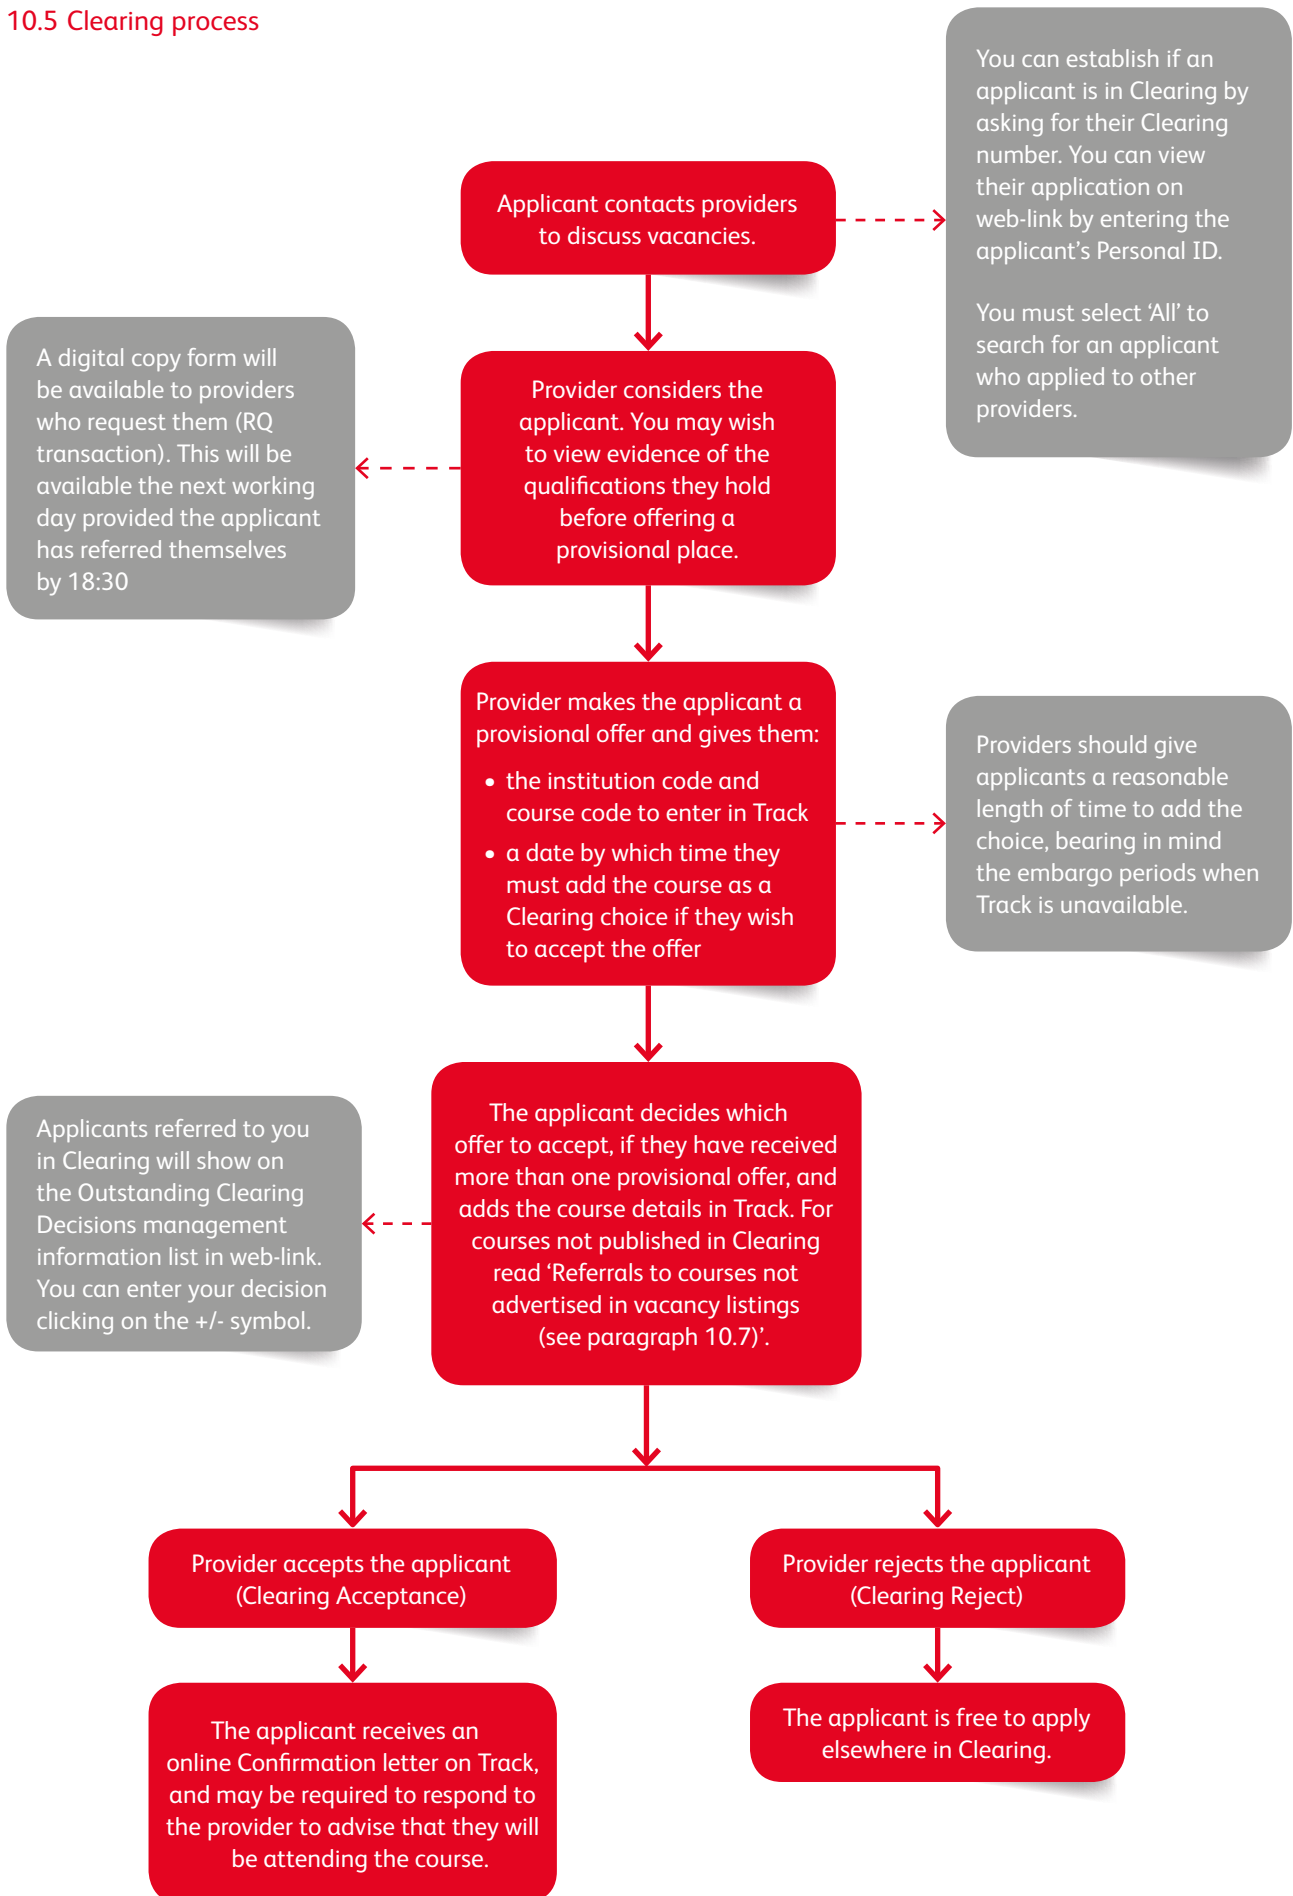 10.5 Clearing process
You can establish if an
applicant is in Clearing by
asking for their Clearing
number. You can view
their application on
web-link by entering the
applicant’s Personal ID.
You must select ‘All’ to
search for an applicant
who applied to other
providers.
Applicant contacts providers
to discuss vacancies.
A digital copy form will
be available to providers
who request them (RQ
transaction). This will be
available the next working
day provided the applicant
has referred themselves
by 18:30
Provider considers the
applicant. You may wish
to view evidence of the
qualifications they hold
before offering a
provisional place.
Provider makes the applicant a
provisional offer and gives them:
• the institution code and
course code to enter in Track
• a date by which time they
must add the course as a
Clearing choice if they wish
to accept the offer
Providers should give
applicants a reasonable
length of time to add the
choice, bearing in mind
the embargo periods when
Track is unavailable.
Applicants referred to you
in Clearing will show on
the Outstanding Clearing
Decisions management
information list in web-link.
You can enter your decision
clicking on the +/- symbol.
The applicant decides which
offer to accept, if they have received
more than one provisional offer, and
adds the course details in Track. For
courses not published in Clearing
read ‘Referrals to courses not
advertised in vacancy listings
(see paragraph 10.7)’.
Provider accepts the applicant
(Clearing Acceptance)
Provider rejects the applicant
(Clearing Reject)
The applicant receives an
online Confirmation letter on Track,
and may be required to respond to
the provider to advise that they will
be attending the course.
The applicant is free to apply
elsewhere in Clearing.